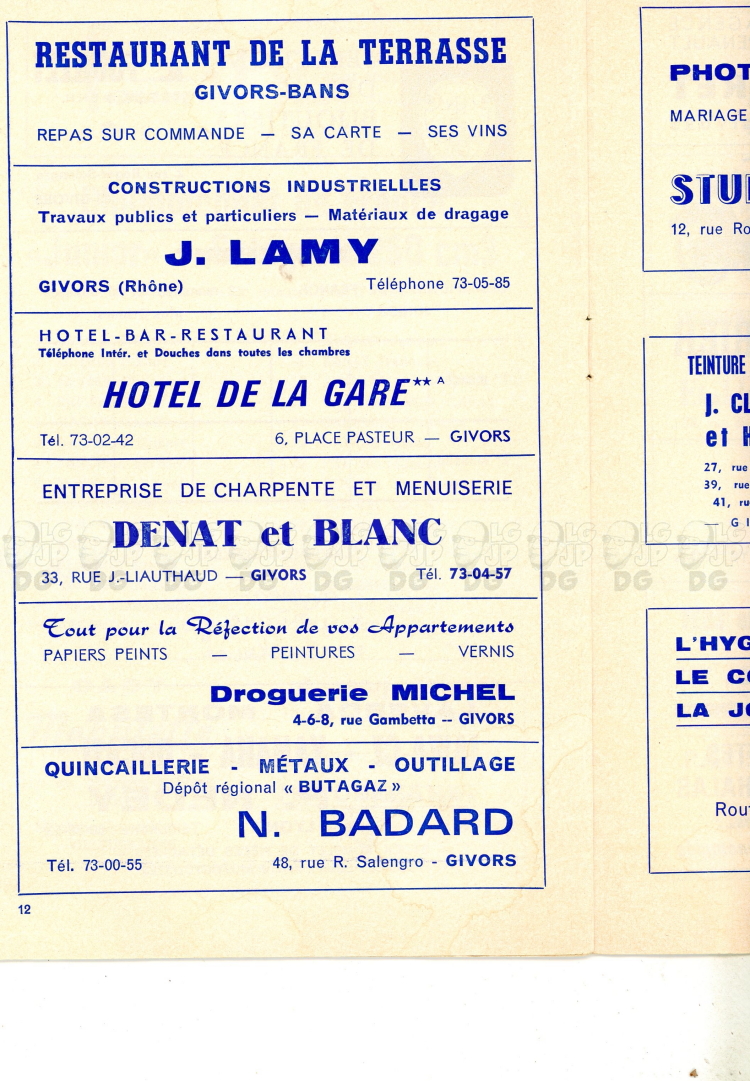 RESTAURANT DE LA TERRASSE
GIVORS-BANS
REPAS SUR COMMANDE — SA CARTE — SES VINS
CONSTRUCTIONS INDUSTRIELLLES
Travaux publics et particuliers — Matériaux de dragage
J. LAMY
GIVORS (Rhône) Téléphone 73-05-85
HOTEL-BAR-RESTAURANT
Téléphone Intér. et Douches dans toutes les chambres
HOTEL DE LA GARE** A
Tél. 73-02-42 6, PLACE PASTEUR — GIVORS
ENTREPRISE DE CHARPENTE ET MENUISERIE
DENAT et BLANC
33, RUE J.-LIAUTHAUD — GIVORS Tél. 73-04-57
Tout pour la Réfection de vos Appartements
PAPIERS PEINTS — PEINTURES — VERNIS
Droguerie MICHEL
4-6-8, rue Gambetta -- GIVORS
QUINCAILLERIE - MÉTAUX - OUTILLAGE
Dépôt régional « BUTAGAZ »
N. BADARD
Tél. 73-00-55 48, rue R. Salengro - GIVORS
12
PHOT
MARIAGE
STUD
12, rue Ro
TEINTURE
J. CL
et H
27, rue
39, rue
41, ru
— G I
L'HYG
LE CO
LA JO
Rou
LG JP DG